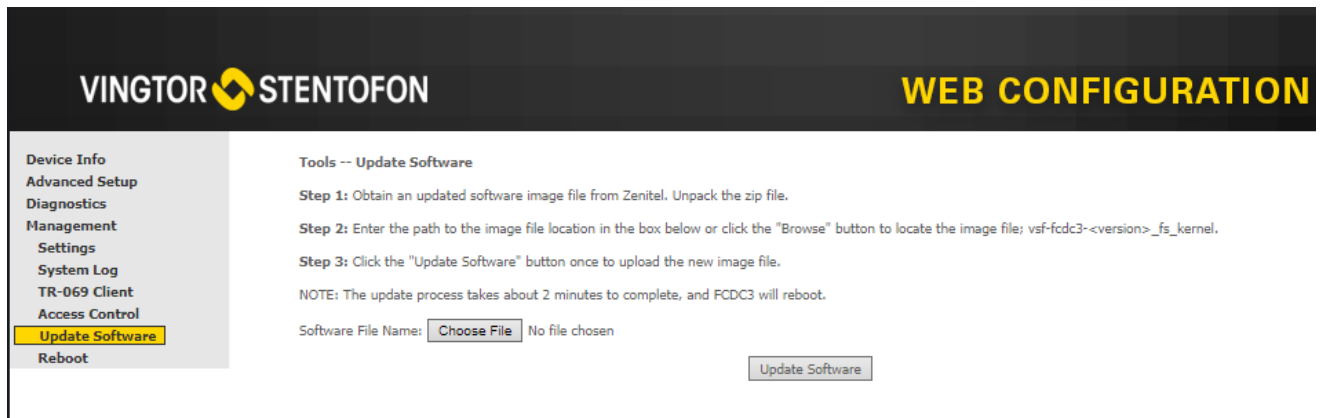 VINGTOR STENTOFON
WEB CONFIGURATION
Device Info
Advanced Setup
Diagnostics
Management
Settings
System Log
TR-069 Client
Access Control
Update Software
Reboot
Tools -- Update Software
Step 1: Obtain an updated software image file from Zenitel. Unpack the zip file.
Step 2: Enter the path to the image file location in the box below or click the "Browse" button to locate the image file; vsf-fcdc3-<version>_fs_kernel.
Step 3: Click the "Update Software" button once to upload the new image file.
NOTE: The update process takes about 2 minutes to complete, and FCDC3 will reboot.
Software File Name: Choose File No file chosen
Update Software